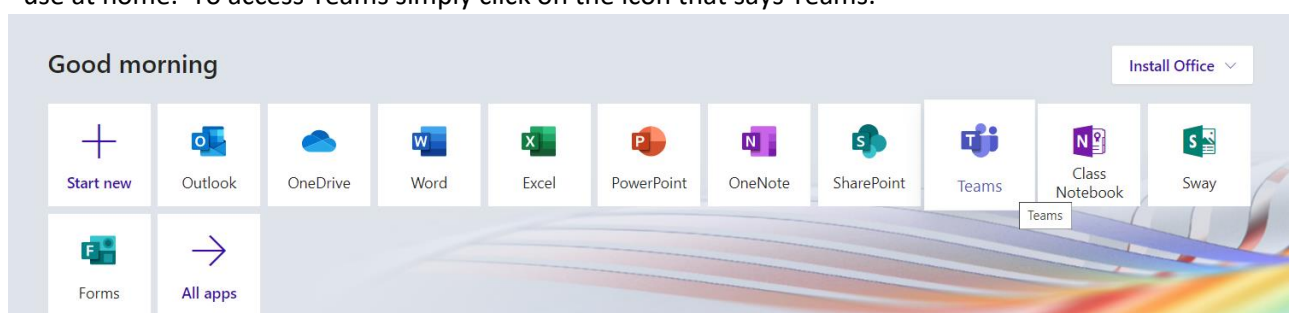 use at home. To access Teams simply click on the icon that says Teams.
Good morning
Install Office
Start new
Outlook
OneDrive
Word
Excel
PowerPoint
OneNote
SharePoint
Teams
Class
Notebook
Sway
Teams
Forms
All apps